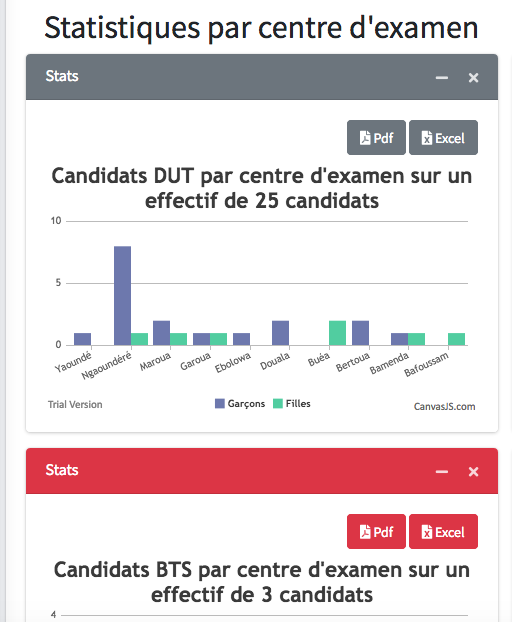 Statistiques par centre d'examen
Stats
Pdf
Excel
Candidats DUT par centre d'examen sur un
effectif de 25 candidats
10
5
0
Yaoundé
Ngaoundéré
Maroua
Garoua
Ebolowa
Douala
Buéa
Bertoua
Bamenda
Bafoussam
Trial Version
Garçons
Filles
CanvasJS.com
Stats
Pdf
Excel
Candidats BTS par centre d'examen sur un
effectif de 3 candidats
4